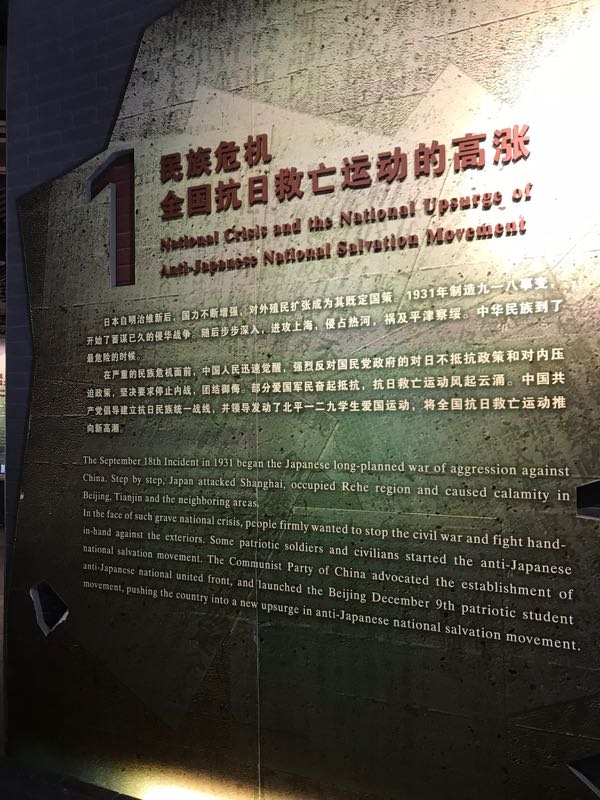 1
民族危机
全国抗日救亡运动的高涨
National Crisis and the National Upsurge of
Anti-Japanese National Salvation Movement
日本自明治维新后，国力不断增强，对外殖民扩张成为其既定国策。1931年制造九一八事变，
开始了蓄谋已久的侵华战争。随后步步深入，进攻上海，侵占热河，祸及平津察绥。中华民族到了
最危险的时候。
在严重的民族危机面前，中国人民迅速觉醒，强烈反对国民党政府的对日不抵抗政策和对内压
迫政策，坚决要求停止内战，团结御侮。部分爱国军民奋起抵抗，抗日救亡运动风起云涌。中国共
产党倡导建立抗日民族统一战线，并领导发动了北平一二九学生爱国运动，将全国抗日救亡运动推
向新高潮。
The September 18th Incident in 1931 began the Japanese long-planned war of aggression against
China. Step by step, Japan attacked Shanghai, occupied Rehe region and caused calamity in
Beijing, Tianjin and the neighboring areas.
In the face of such grave national crisis, people firmly wanted to stop the civil war and fight hand-
in-hand against the exteriors. Some patriotic soldiers and civilians started the anti-Japanese
national salvation movement. The Communist Party of China advocated the establishment of
anti-Japanese national united front, and launched the Beijing December 9th patriotic student
movement, pushing the country into a new upsurge in anti-Japanese national salvation movement.